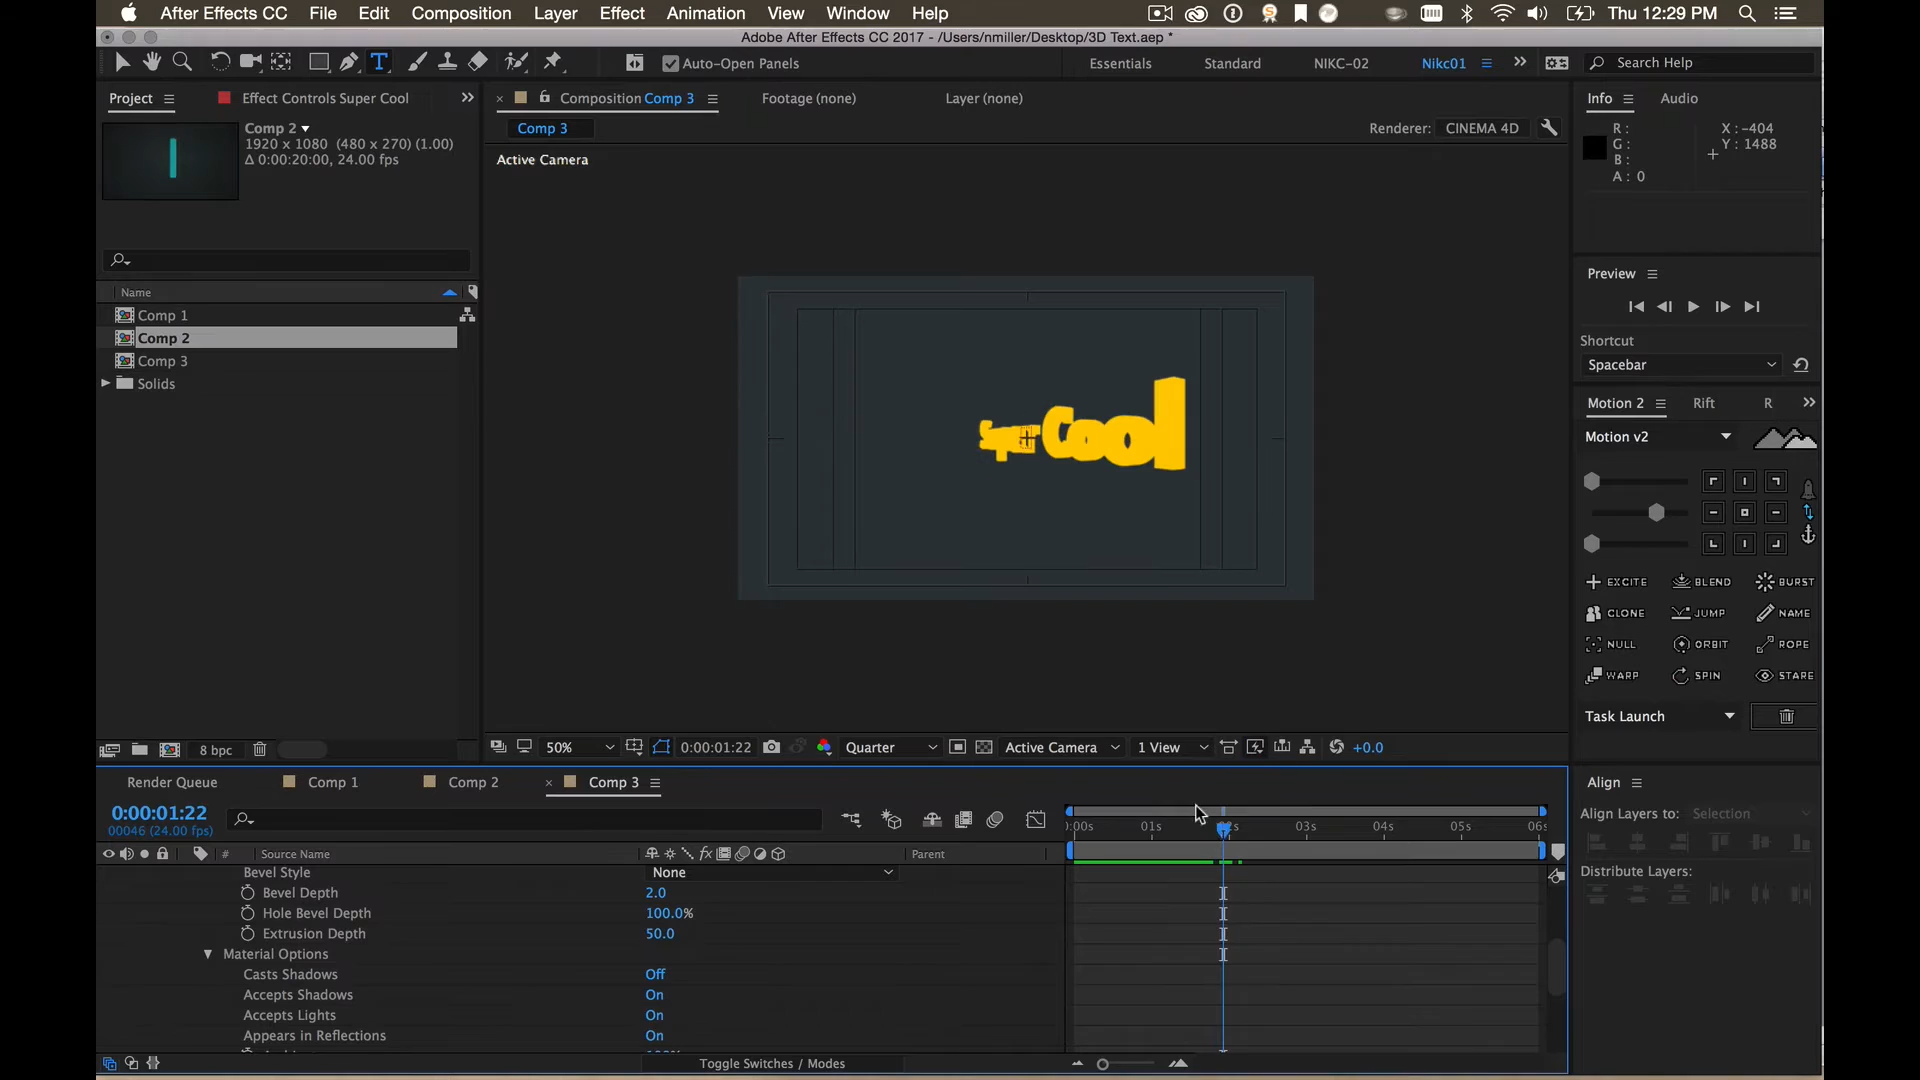 After Effects CC File Edit Composition Layer Effect Animation View Window Help Thu 12:29 PM
Adobe After Effects CC 2017 - /Users/nmiller/Desktop/3D Text.aep *
Auto-Open Panels Essentials Standard NIKC-02 Nikc01 Search Help
Project Effect Controls Super Cool Composition Comp 3 Footage (none) Layer (none) Info Audio
Comp 2
1920 x 1080 (480 x 270) (1.00)
Δ 0:00:20:00, 24.00 fps
Comp 3 Renderer: CINEMA 4D
R: X: -404
G: Y: 1488
B:
A: 0
Active Camera
Super Cool
Preview
Shortcut
Spacebar
Name
Comp 1
Comp 2
Comp 3
Solids
Motion 2 Rift R
Motion v2
EXCITE BLEND BURST
CLONE JUMP NAME
NULL ORBIT ROPE
WARP SPIN STARE
Task Launch
8 bpc 50% 0:00:01:22 Quarter Active Camera 1 View +0.0
Render Queue Comp 1 Comp 2 Comp 3 Align
0:00:01:22
00046 (24.00 fps)
:00s 01s 02s 03s 04s 05s 06s
Align Layers to: Selection
Distribute Layers:
# Source Name fx Parent
Bevel Style None
Bevel Depth 2.0
Hole Bevel Depth 100.0%
Extrusion Depth 50.0
Material Options
Casts Shadows Off
Accepts Shadows On
Accepts Lights On
Appears in Reflections On
Toggle Switches / Modes